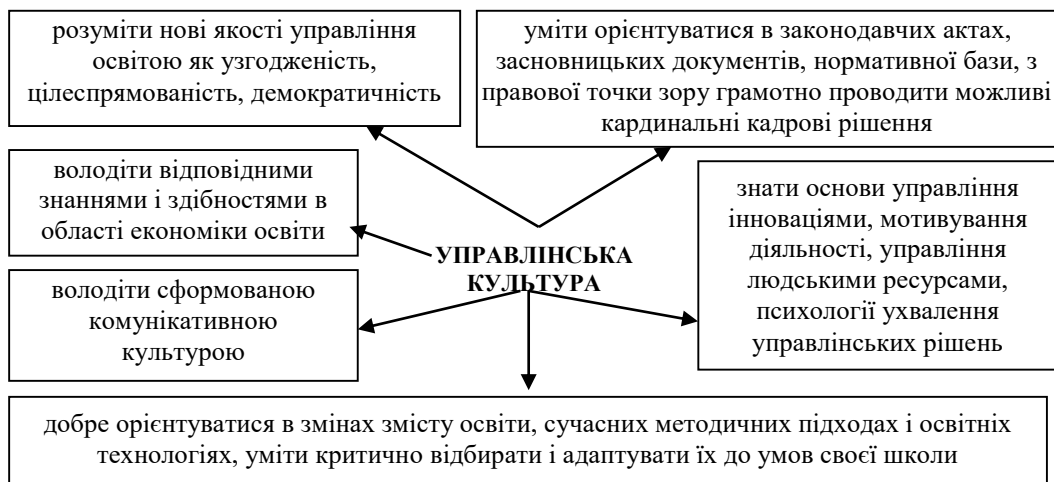 розуміти нові якості управління
освітою як узгодженість,
цілеспрямованість, демократичність
уміти орієнтуватися в законодавчих актах,
засновницьких документів, нормативної бази, з
правової точки зору грамотно проводити можливі
кардинальні кадрові рішення
володіти відповідними
знаннями і здібностями в
області економіки освіти
знати основи управління
інноваціями, мотивування
діяльності, управління
людськими ресурсами,
психології ухвалення
управлінських рішень
УПРАВЛІНСЬКА
КУЛЬТУРА
володіти сформованою
комунікативною
культурою
добре орієнтуватися в змінах змісту освіти, сучасних методичних підходах і освітніх
технологіях, уміти критично відбирати і адаптувати їх до умов своєї школи